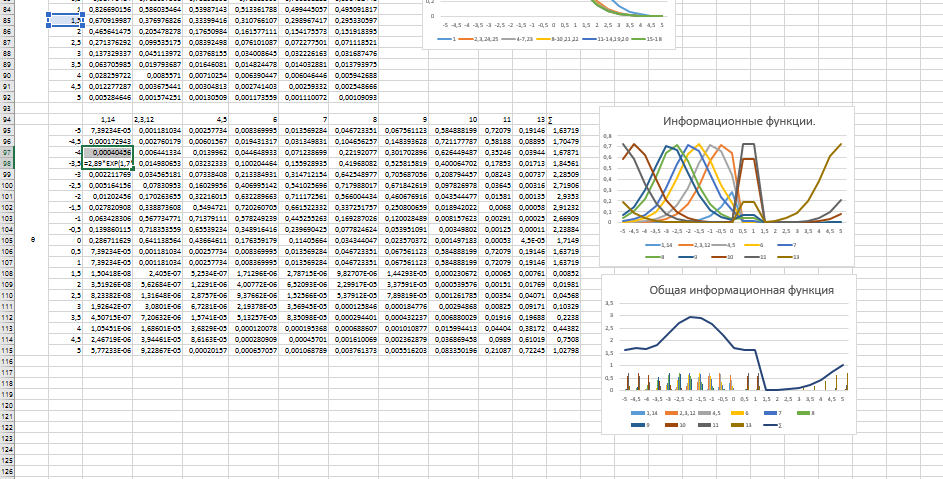 84 -1 0,826690156 0,586035464 0,53987143 0,513361788 0,499445057 0,495091817
85 1,5 0,670919987 0,376976826 0,33399416 0,310766107 0,298967417 0,295330597
86 2 0,465641475 0,205478278 0,17650984 0,161577111 0,154175573 0,151918395
87 2,5 0,271376292 0,099535175 0,08392498 0,076101087 0,072277501 0,071118521
88 3 0,137329337 0,045113972 0,03768155 0,034008645 0,032226163 0,031687476
89 3,5 0,063705985 0,019793687 0,01646081 0,014824478 0,014032881 0,013793975
90 4 0,028259722 0,0085571 0,00710254 0,006390447 0,006046446 0,005942688
91 4,5 0,012277287 0,003675441 0,00304813 0,002741403 0,00259332 0,002548666
92 5 0,005284646 0,001574251 0,00130509 0,001173559 0,001110072 0,00109093
93
94 1,14 2,3,12 4,5 6 7 8 9 10 11 13 ∑
95 -5 7,39234E-05 0,001181034 0,00257734 0,008369995 0,013569284 0,046723351 0,067561123 0,584888199 0,72079 0,19146 1,63719
96 -4,5 0,000172943 0,002760179 0,00601567 0,019431317 0,031349831 0,104656257 0,148393628 0,721177787 0,58188 0,08895 1,70479
97 -4 0,00040456 0,006441334 0,0139962 0,044648933 0,071238699 0,22192077 0,301702896 0,626449487 0,35246 0,03944 1,67871
98 -3,5 =2,89*EXP(1,7* 0,014980653 0,03232333 0,100204464 0,155928935 0,41968082 0,525815819 0,400064702 0,17853 0,01713 1,84561
99 -3 0,002211769 0,034565181 0,07338408 0,213384931 0,314712154 0,642548977 0,705687058 0,208794457 0,08243 0,00737 2,28509
100 -2,5 0,005164156 0,07830953 0,16029956 0,406995142 0,541025696 0,717988017 0,671842619 0,097826978 0,03645 0,00316 2,71906
101 -2 0,01202456 0,170263655 0,32216015 0,632289663 0,711172561 0,566004434 0,460676916 0,043544677 0,01581 0,00135 2,9353
102 -1,5 0,027820908 0,338873608 0,5494721 0,720260705 0,661522332 0,337251757 0,250800659 0,018942022 0,0068 0,00058 2,91232
103 -1 0,063428306 0,567734771 0,71379111 0,578249239 0,445255263 0,169287026 0,120028489 0,008157623 0,00291 0,00025 2,66909
104 -0,5 0,139860115 0,718353559 0,65539234 0,348916416 0,239690425 0,077824624 0,053951091 0,00349802 0,00125 0,00011 2,23884
105 θ 0 0,286711629 0,641138564 0,43664611 0,176359179 0,11405664 0,034344047 0,023570372 0,001497183 0,00053 4,5E-05 1,7149
106 0,5 7,39234E-05 0,001181034 0,00257734 0,008369995 0,013569284 0,046723351 0,067561123 0,584888199 0,72079 0,19146 1,63719
107 1 7,39234E-05 0,001181034 0,00257734 0,008369995 0,013569284 0,046723351 0,067561123 0,584888199 0,72079 0,19146 1,63719
108 1,5 1,50418E-08 2,405E-07 5,2534E-07 1,71296E-06 2,78715E-06 9,82707E-06 1,44293E-05 0,000230672 0,00065 0,00761 0,00852
109 2 3,51926E-08 5,62684E-07 1,2291E-06 4,00772E-06 6,52093E-06 2,29917E-05 3,37591E-05 0,000539576 0,00151 0,01769 0,01981
110 2,5 8,23382E-08 1,31648E-06 2,8757E-06 9,37662E-06 1,52566E-05 5,37912E-05 7,89819E-05 0,001261785 0,00354 0,04071 0,04568
111 3 1,92642E-07 3,0801E-06 6,7281E-06 2,19378E-05 3,56945E-05 0,000125846 0,000184776 0,00294868 0,00825 0,09171 0,10329
112 3,5 4,50715E-07 7,20632E-06 1,5741E-05 5,13257E-05 8,35098E-05 0,000294401 0,000432237 0,006880029 0,01916 0,19688 0,2238
113 4 1,05451E-06 1,68601E-05 3,6829E-05 0,000120078 0,000195368 0,000688607 0,001010877 0,015994413 0,04404 0,38172 0,44382
114 4,5 2,46719E-06 3,94461E-05 8,6163E-05 0,000280909 0,00045701 0,001610069 0,002362274 0,036869458 0,0989 0,61019 0,7508
115 5 5,77233E-06 9,22867E-05 0,00020157 0,000657057 0,001068789 0,003761373 0,005516203 0,083350196 0,21087 0,72245 1,02798
116
117
118
119
120
121
122
123
124
125
126
0,2
0
-5 -4,5 -4 -3,5 -3 -2,5 -2 -1,5 -1 -0,5 0 0,5 1 1,5 2 2,5 3 3,5 4 4,5 5
1 2,3,24,25 4-7,23 8-10,21,22 11-14,19,20 15-18
Информационные функции.
0,8
0,7
0,6
0,5
0,4
0,3
0,2
0,1
0
-5 -4,5 -4 -3,5 -3 -2,5 -2 -1,5 -1 -0,5 0 0,5 1 1,5 2 2,5 3 3,5 4 4,5 5
1,14 2,3,12 4,5 6 7
8 9 10 11 13
Общая информационная функция
3,5
3
2,5
2
1,5
1
0,5
0
-5 -4,5 -4 -3,5 -3 -2,5 -2 -1,5 -1 -0,5 0 0,5 1 1,5 2 2,5 3 3,5 4 4,5 5
1,14 2,3,12 4,5 6 7 8
9 10 11 13 ∑